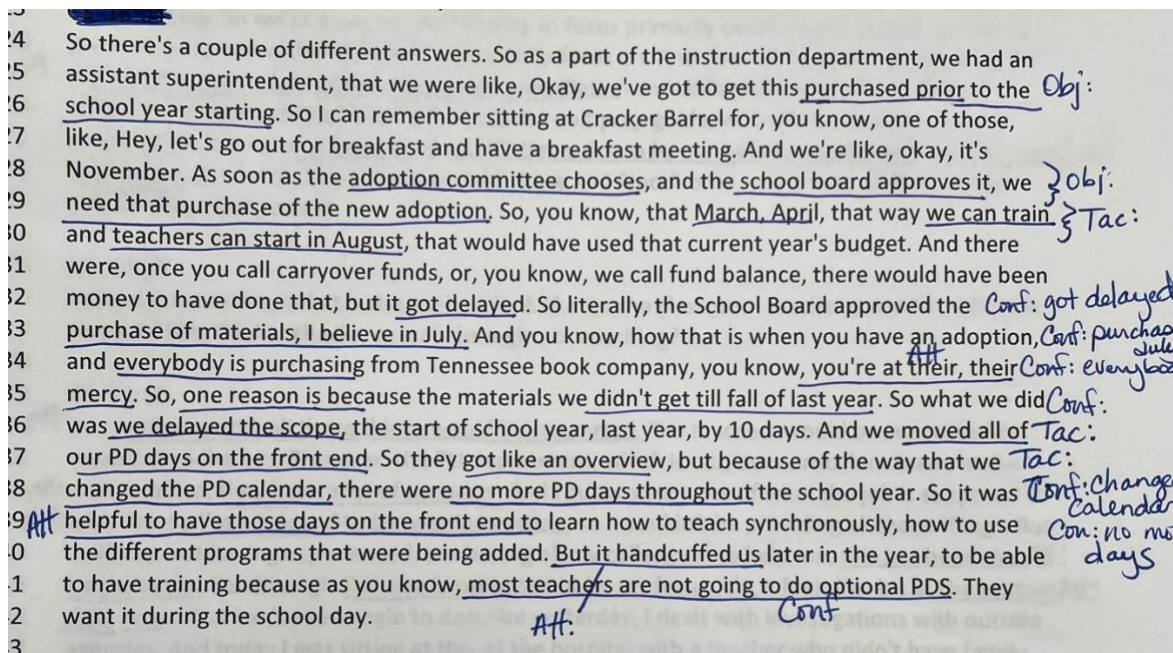 24 So there's a couple of different answers. So as a part of the instruction department, we had an
25 assistant superintendent, that we were like, Okay, we've got to get this purchased prior to the Obj:
26 school year starting. So I can remember sitting at Cracker Barrel for, you know, one of those,
27 like, Hey, let's go out for breakfast and have a breakfast meeting. And we're like, okay, it's
28 November. As soon as the adoption committee chooses, and the school board approves it, we } Obj:
29 need that purchase of the new adoption. So, you know, that March, April, that way we can train } Tac:
30 and teachers can start in August, that would have used that current year's budget. And there
31 were, once you call carryover funds, or, you know, we call fund balance, there would have been
32 money to have done that, but it got delayed. So literally, the School Board approved the Conf: got delayed
33 purchase of materials, I believe in July. And you know, how that is when you have an adoption, Conf: purchas
July
Att
34 and everybody is purchasing from Tennessee book company, you know, you're at their, their Conf: everybod
35 mercy. So, one reason is because the materials we didn't get till fall of last year. So what we did Conf:
36 was we delayed the scope, the start of school year, last year, by 10 days. And we moved all of Tac:
37 our PD days on the front end. So they got like an overview, but because of the way that we Tac:
38 changed the PD calendar, there were no more PD days throughout the school year. So it was Conf: change
calendar
39 Att helpful to have those days on the front end to learn how to teach synchronously, how to use Con: no mo
days
40 the different programs that were being added. But it handcuffed us later in the year, to be able
41 to have training because as you know, most teachers are not going to do optional PDS. They
42 want it during the school day. Att: Conf